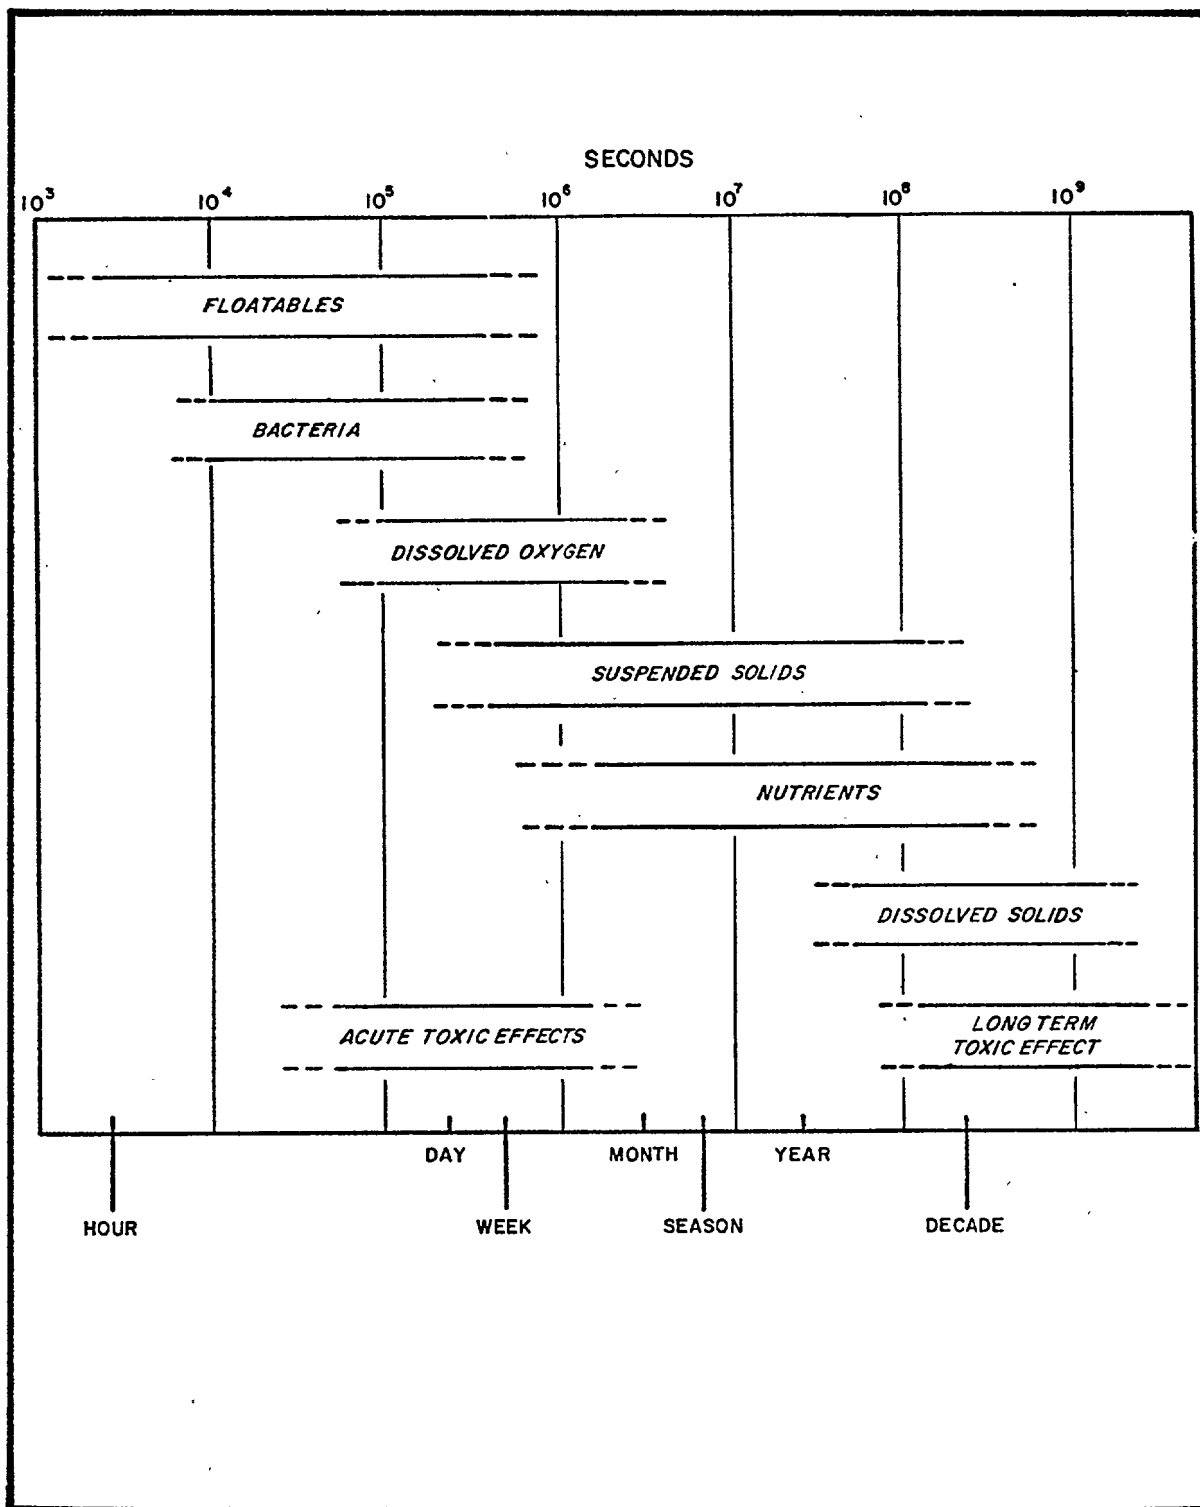 SECONDS
10³ 10⁴ 10⁵ 10⁶ 10⁷ 10⁸ 10⁹
FLOATABLES
BACTERIA
DISSOLVED OXYGEN
SUSPENDED SOLIDS
NUTRIENTS
DISSOLVED SOLIDS
ACUTE TOXIC EFFECTS
LONG TERM
TOXIC EFFECT
DAY MONTH YEAR
HOUR WEEK SEASON DECADE